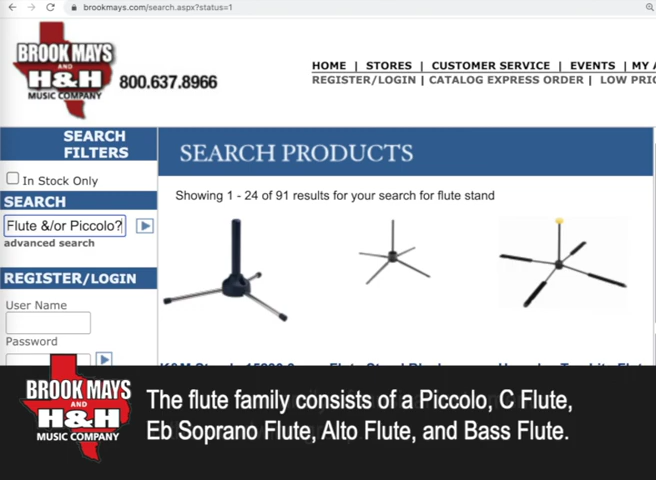 brookmays.com/search.aspx?status=1
BROOK MAYS
AND
H&H
MUSIC COMPANY
800.637.8966
HOME | STORES | CUSTOMER SERVICE | EVENTS | MY A
REGISTER/LOGIN | CATALOG EXPRESS ORDER | LOW PRIC
SEARCH
FILTERS
In Stock Only
SEARCH
Flute &/or Piccolo?
advanced search
REGISTER/LOGIN
User Name
Password
SEARCH PRODUCTS
Showing 1 - 24 of 91 results for your search for flute stand
BROOK MAYS
AND
H&H
MUSIC COMPANY
The flute family consists of a Piccolo, C Flute,
Eb Soprano Flute, Alto Flute, and Bass Flute.